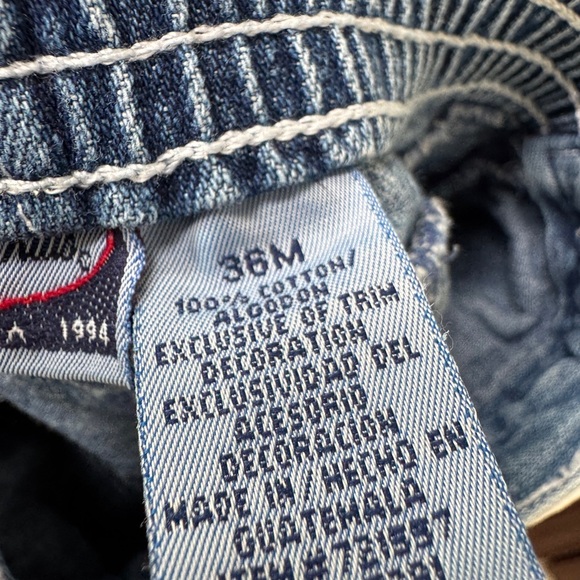 36M
100% COTTON/
ALGODON
EXCLUSIVE OF TRIM
DECORATION
EXCLUSIVIDAD DEL
ACESORIO
DECORACION
MADE IN/HECHO EN
GUATEMALA
1994